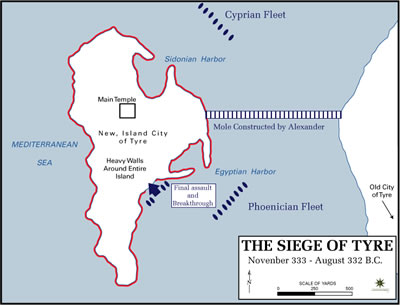 Cyprian Fleet
Sidonian Harbor
Main Temple
Mole Constructed by Alexander
New, Island City
of Tyre
MEDITERRANEAN
SEA
Heavy Walls
Around Entire
Island
Egyptian Harbor
Final assault
and
Breakthrough
Phoenician Fleet
Old City
of Tyre
THE SIEGE OF TYRE
Novenber 333 - August 332 B.C.
SCALE OF YARDS
0 250 500